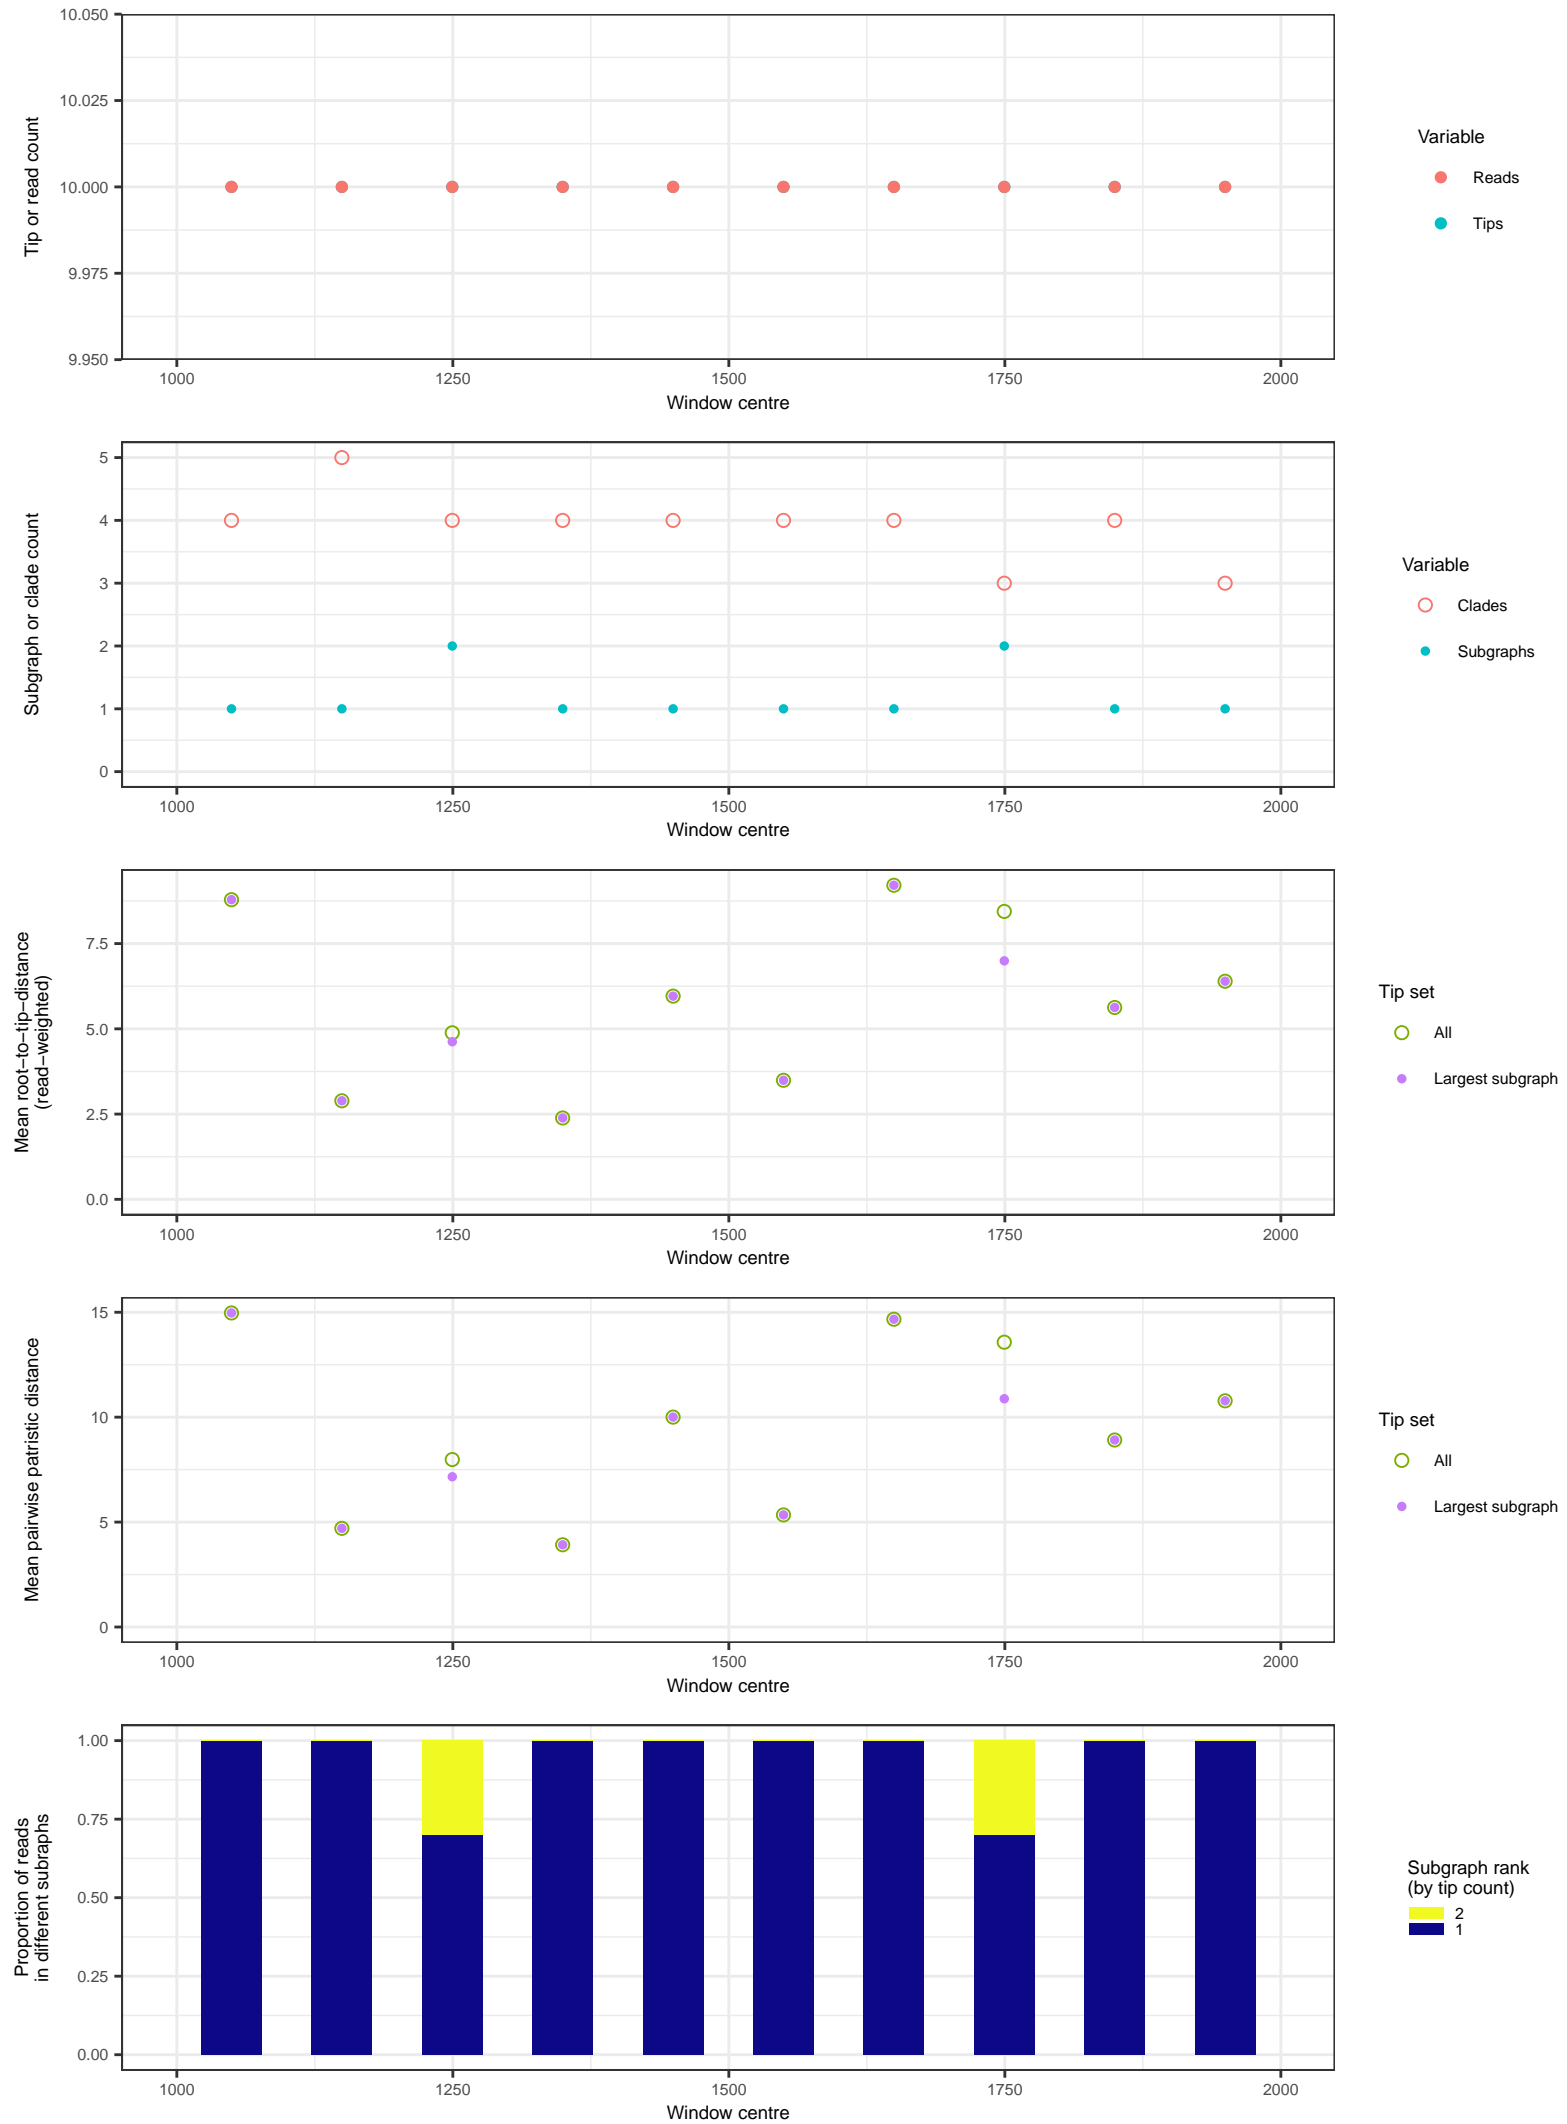 10.050
10.025
10.000
9.975
9.950
Tip or read count
1000
1250
1500
1750
2000
Window centre
Variable
Reads
Tips
5
4
3
2
1
0
Subgraph or clade count
1000
1250
1500
1750
2000
Window centre
Variable
Clades
Subgraphs
7.5
5.0
2.5
0.0
Mean root−to−tip−distance
(read−weighted)
1000
1250
1500
1750
2000
Window centre
Tip set
All
Largest subgraph
15
10
5
0
Mean pairwise patristic distance
1000
1250
1500
1750
2000
Window centre
Tip set
All
Largest subgraph
1.00
0.75
0.50
0.25
0.00
Proportion of reads
in different subraphs
1000
1250
1500
1750
2000
Window centre
Subgraph rank
(by tip count)
2
1